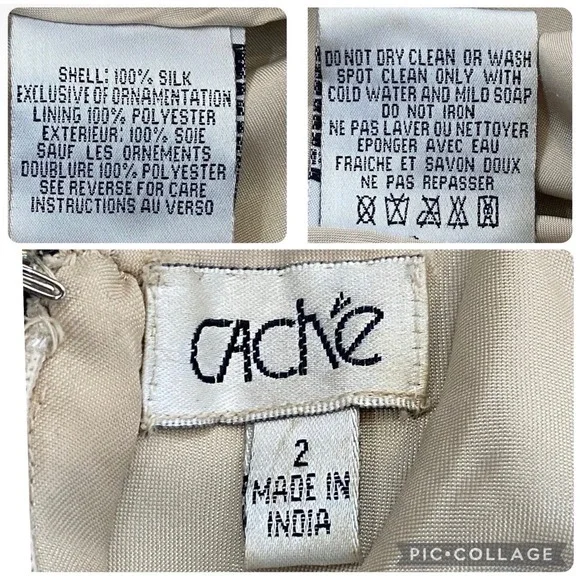 SHELL: 100% SILK
EXCLUSIVE OF ORNAMENTATION
LINING 100% POLYESTER
EXTERIEUR: 100% SOIE
SAUF LES ORNEMENTS
DOUBLURE 100% POLYESTER
SEE REVERSE FOR CARE
INSTRUCTIONS AU VERSO
DO NOT DRY CLEAN OR WASH
SPOT CLEAN ONLY WITH
COLD WATER AND MILD SOAP
DO NOT IRON
NE PAS LAVER OU NETTOYER
EPONGER AVEC EAU
FRAICHE ET SAVON DOUX
NE PAS REPASSER
CAChé
2
MADE IN
INDIA
PIC•COLLAGE